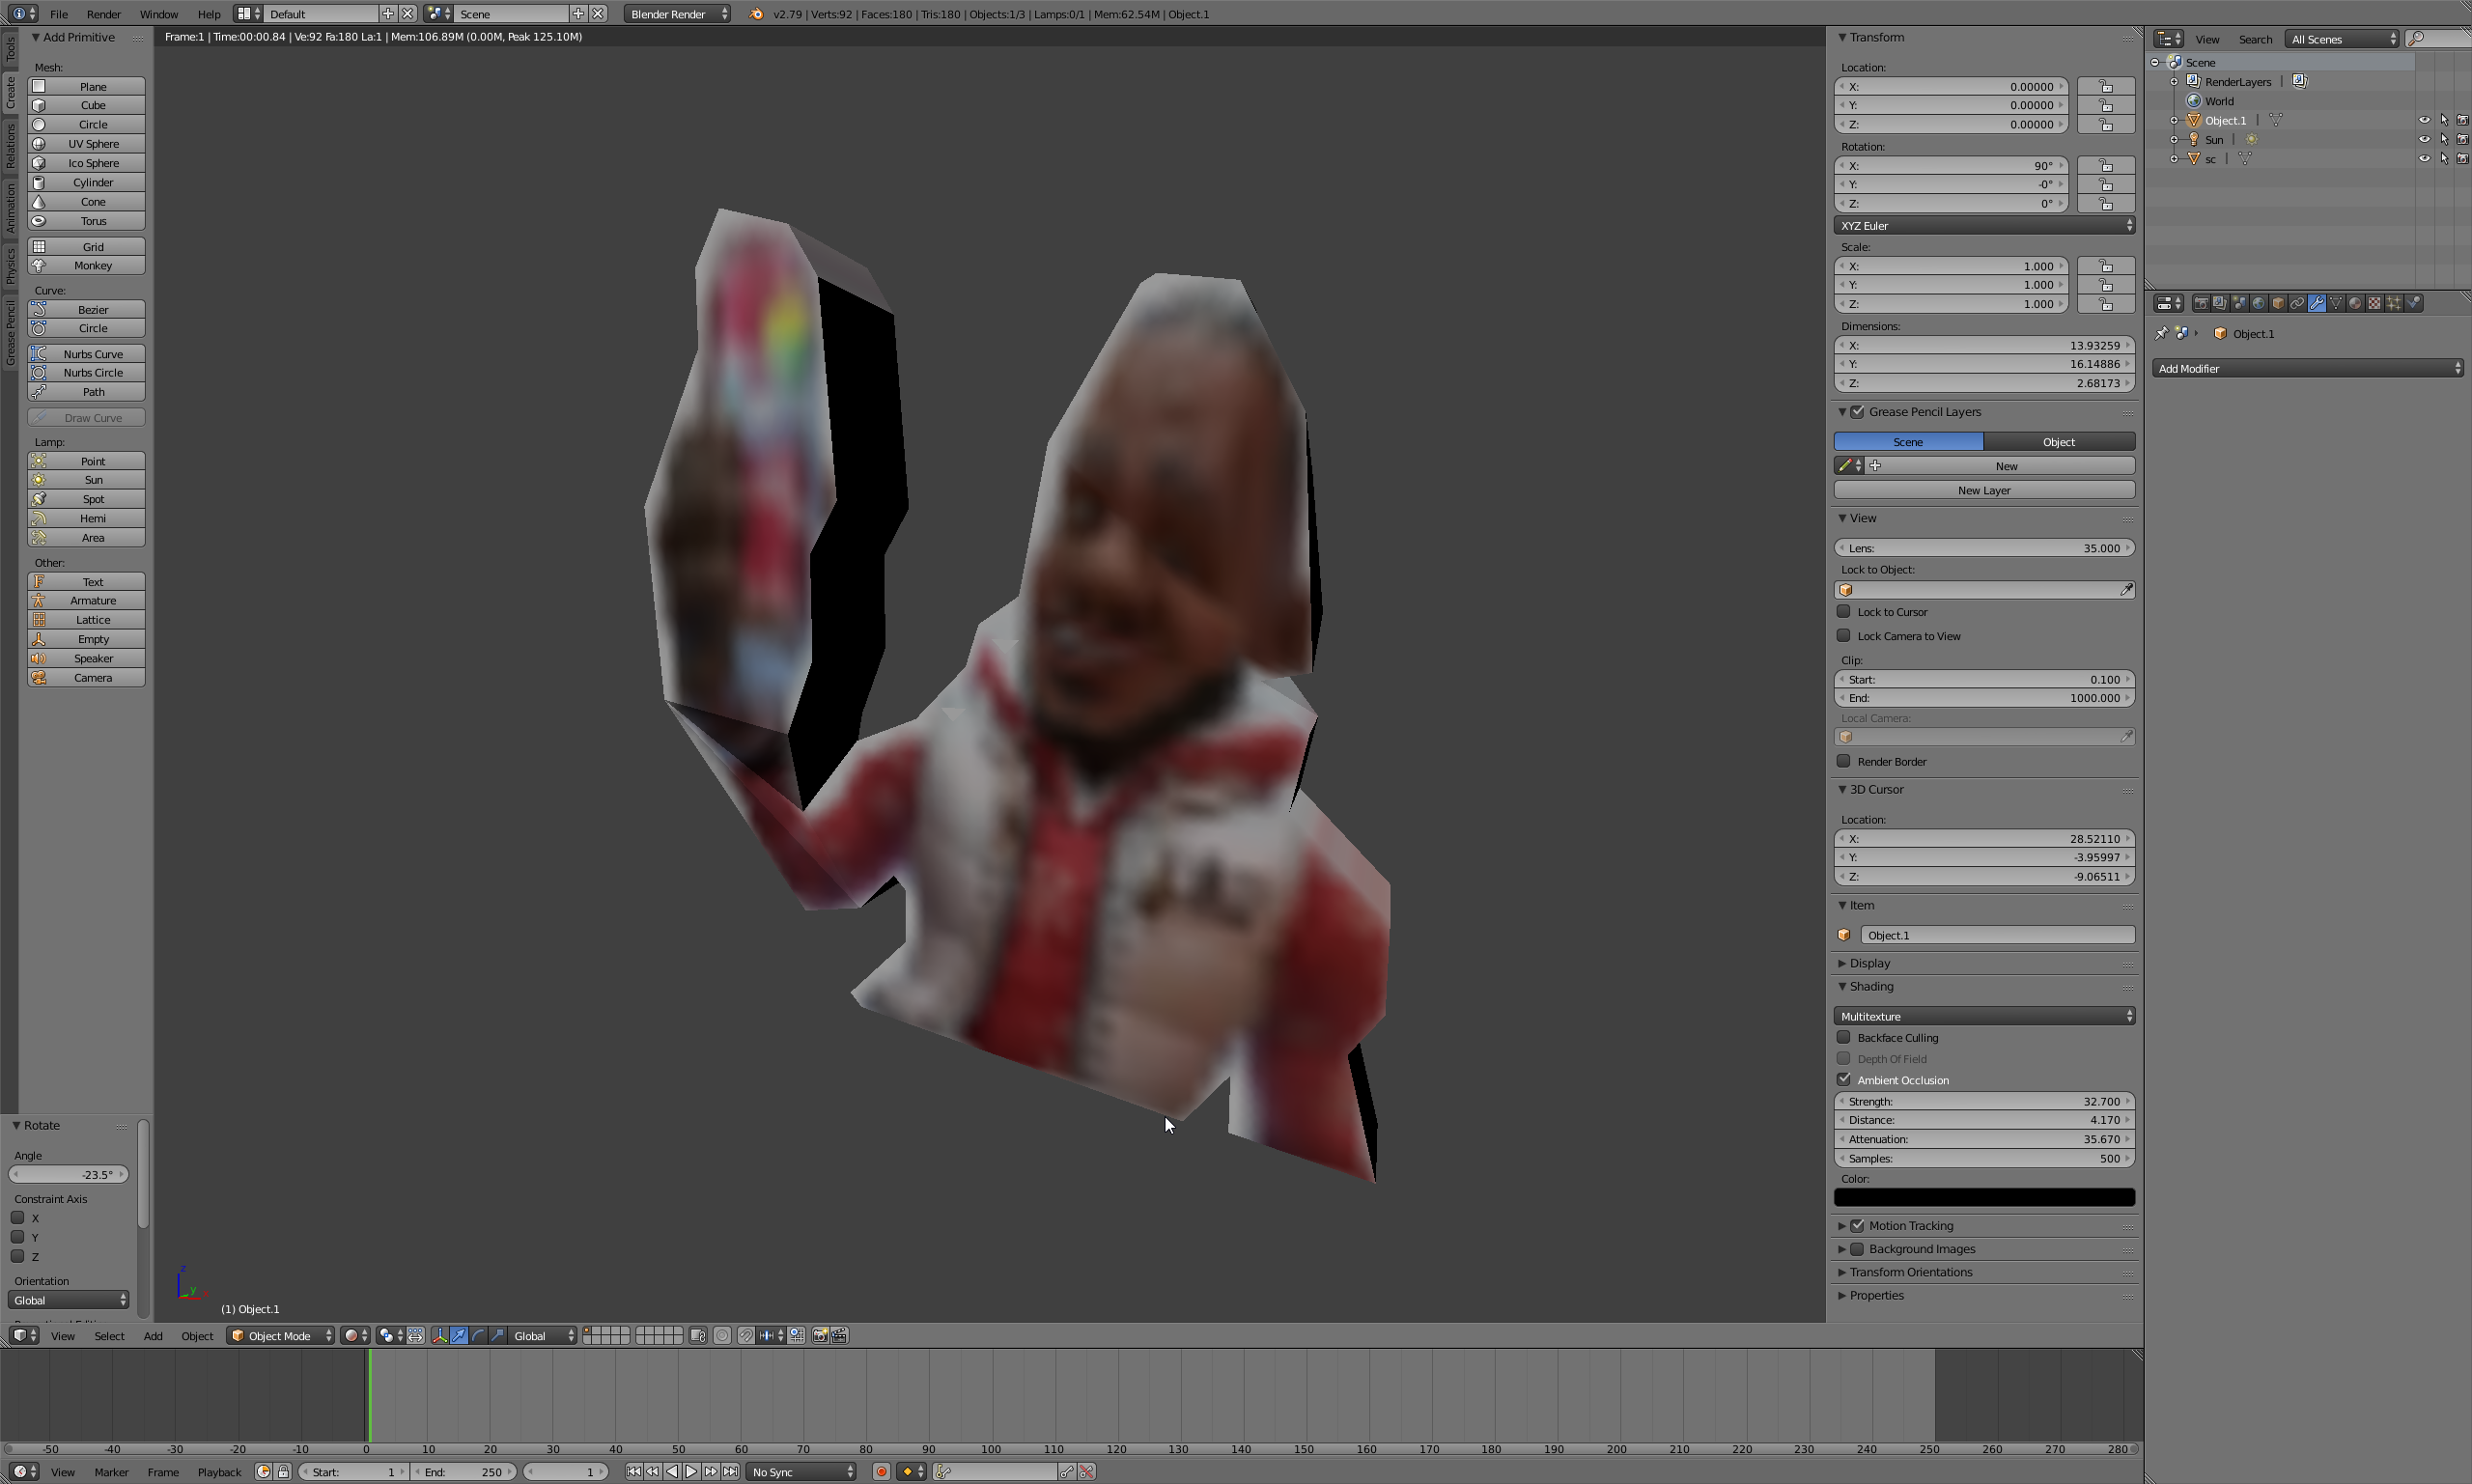 File Render Window Help Default Scene Blender Render v2.79 | Verts:92 | Faces:180 | Tris:180 | Objects:1/3 | Lamps:0/1 | Mem:62.54M | Object.1
Frame:1 | Time:00:00.84 | Ve:92 Fa:180 La:1 | Mem:106.89M (0.00M, Peak 125.10M)
Tools
Create
Relations
Animation
Physics
Grease Pencil
Add Primitive
Mesh:
Plane
Cube
Circle
UV Sphere
Ico Sphere
Cylinder
Cone
Torus
Grid
Monkey
Curve:
Bezier
Circle
Nurbs Curve
Nurbs Circle
Path
Draw Curve
Lamp:
Point
Sun
Spot
Hemi
Area
Other:
Text
Armature
Lattice
Empty
Speaker
Camera
Rotate
Angle
-23.5°
Constraint Axis
X
Y
Z
Orientation
Global
z
y
(1) Object.1
Transform
Location:
X: 0.00000
Y: 0.00000
Z: 0.00000
Rotation:
X: 90°
Y: -0°
Z: 0°
XYZ Euler
Scale:
X: 1.000
Y: 1.000
Z: 1.000
Dimensions:
X: 13.93259
Y: 16.14886
Z: 2.68173
Grease Pencil Layers
Scene Object
New
New Layer
View
Lens: 35.000
Lock to Object:
Lock to Cursor
Lock Camera to View
Clip:
Start: 0.100
End: 1000.000
Local Camera:
Render Border
3D Cursor
Location:
X: 28.52110
Y: -3.95997
Z: -9.06511
Item
Object.1
Display
Shading
Multitexture
Backface Culling
Depth Of Field
Ambient Occlusion
Strength: 32.700
Distance: 4.170
Attenuation: 35.670
Samples: 500
Color:
Motion Tracking
Background Images
Transform Orientations
Properties
View Search All Scenes
Scene
RenderLayers |
World
Object.1 |
Sun |
sc |
Object.1
Add Modifier
View Select Add Object Object Mode Global
-50 -40 -30 -20 -10 0 10 20 30 40 50 60 70 80 90 100 110 120 130 140 150 160 170 180 190 200 210 220 230 240 250 260 270 280
View Marker Frame Playback Start: 1 End: 250 1 No Sync